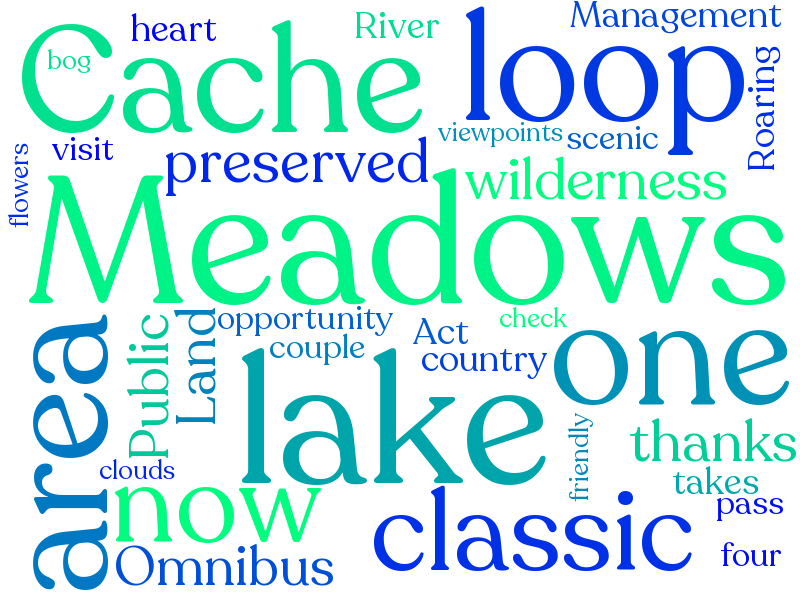 heart
River
Management
bog
Cache
loop
Roaring
viewpoints
scenic
visit
preserved
flowers
wilderness
Meadows
opportunity
check
couple
Act
country
one
area
Public
Land
lake
friendly
thanks
clouds
takes
now
classic
pass
Omnibus
four